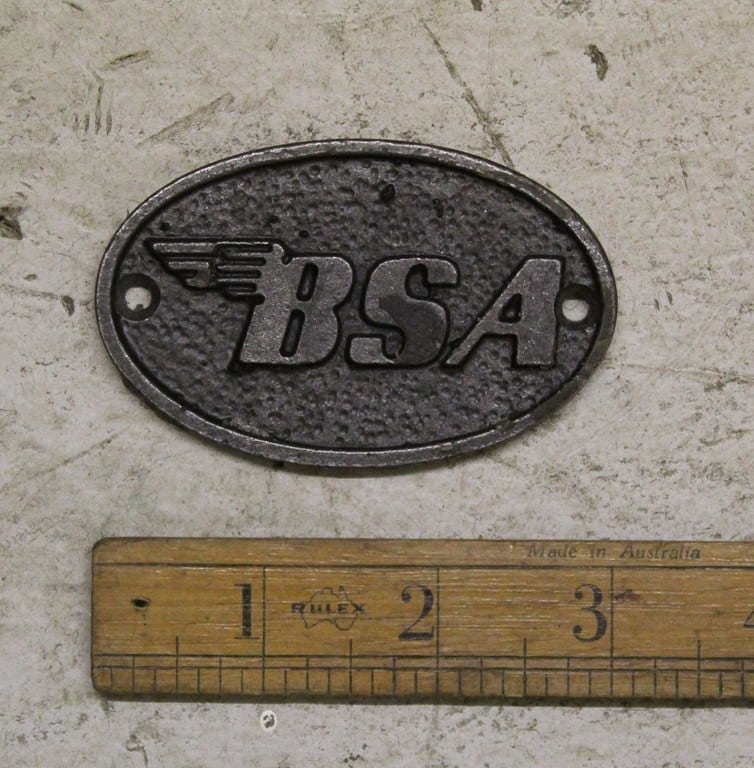 BSA
Made in Australia
1 RULEX 2 3